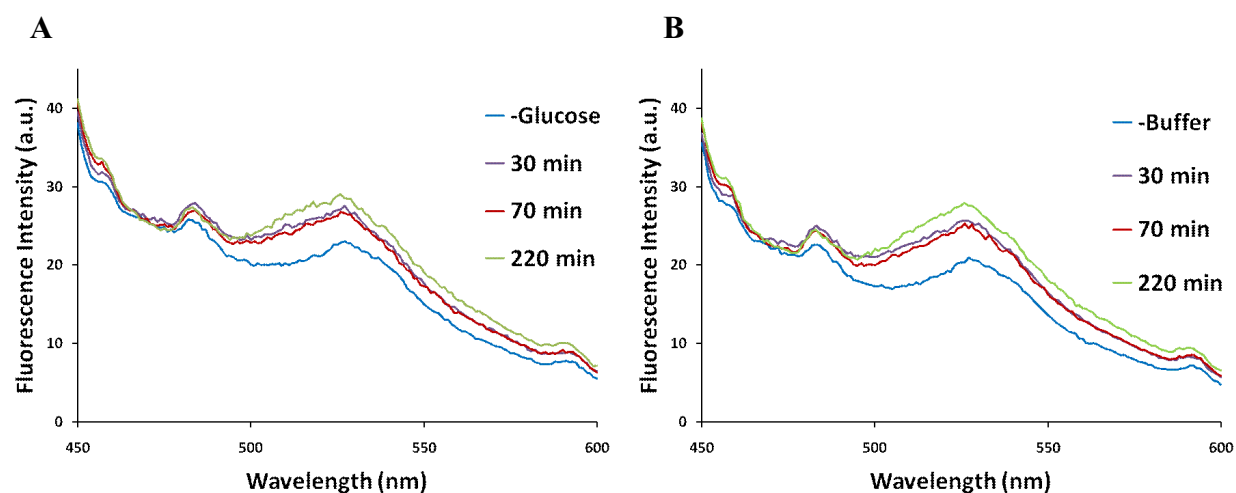 A
Fluorescence Intensity (a.u.)
40
30
20
10
0
450
500
550
600
Wavelength (nm)
-Glucose
30 min
70 min
220 min
B
Fluorescence Intensity (a.u.)
40
30
20
10
0
450
500
550
600
Wavelength (nm)
-Buffer
30 min
70 min
220 min